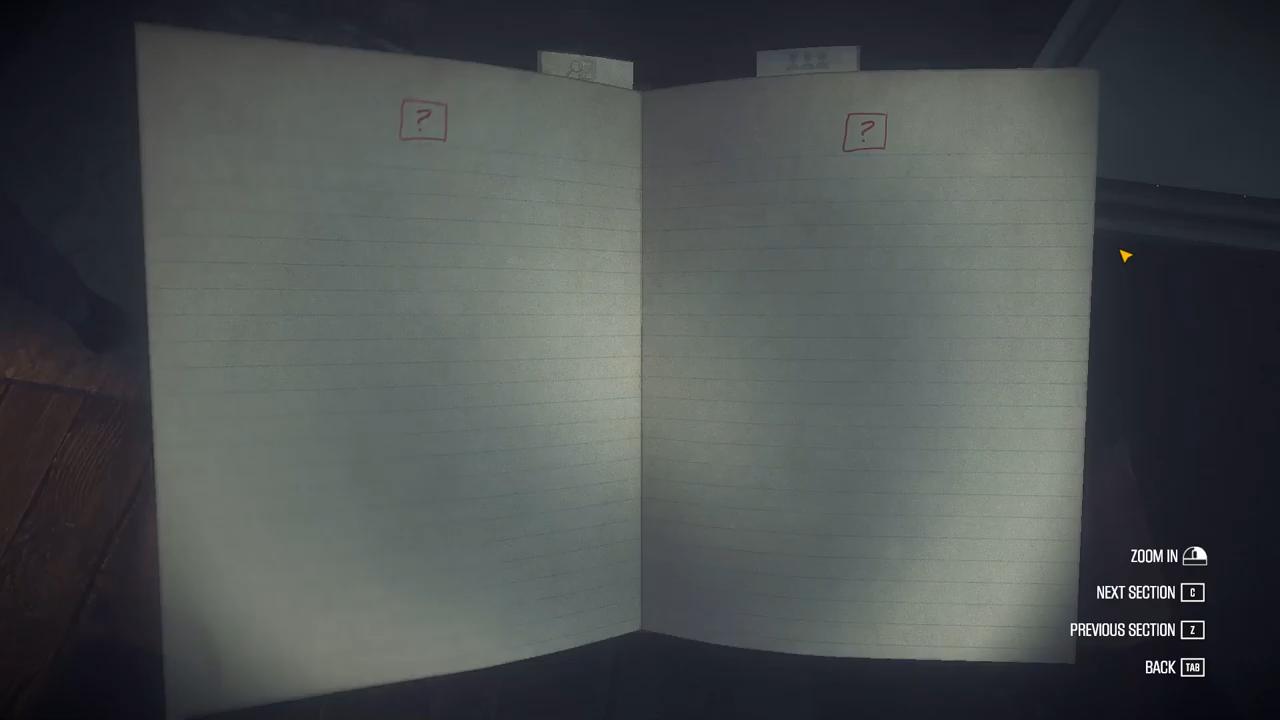 ?
?
ZOOM IN
NEXT SECTION C
PREVIOUS SECTION Z
BACK TAB